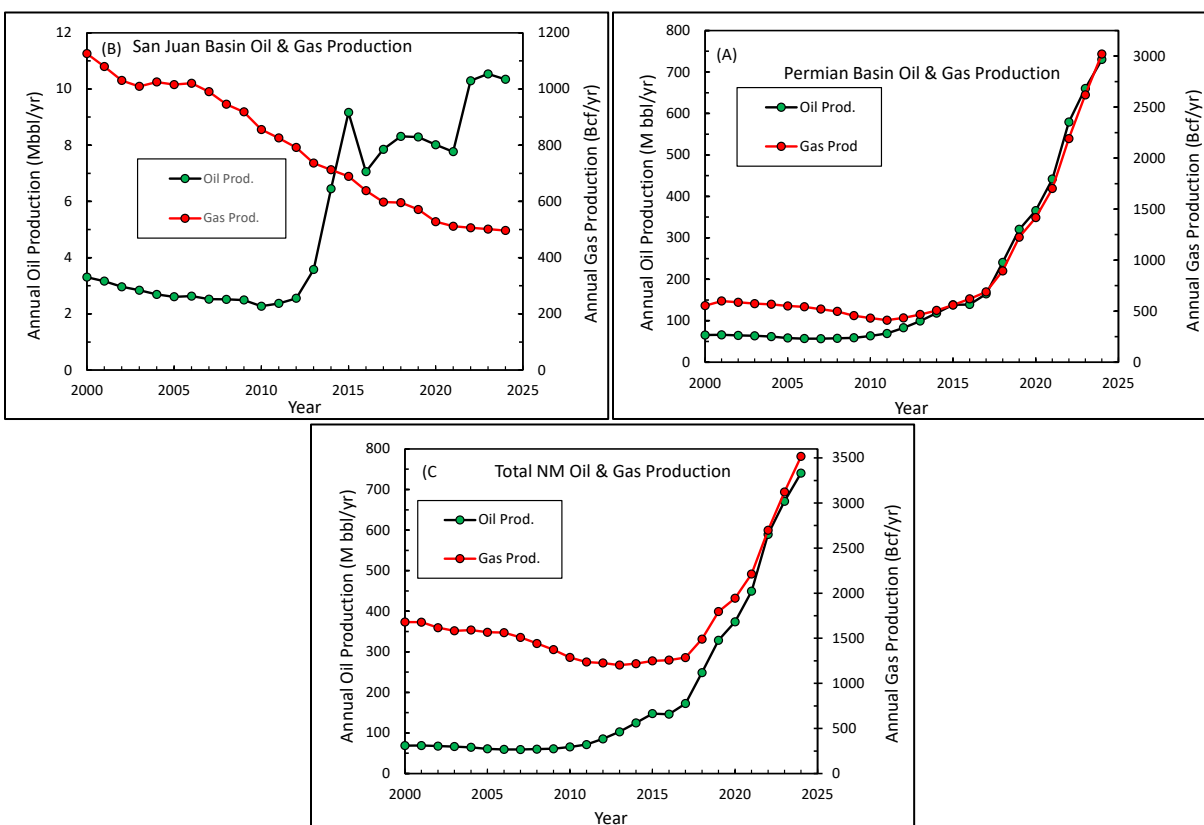 (B) San Juan Basin Oil & Gas Production
Annual Oil Production (Mbbl/yr)
12
10
8
6
4
2
0
Oil Prod.
Gas Prod.
1200
1000
800
600
400
200
0
Annual Gas Production (Bcf/yr)
2000 2005 2010 2015 2020 2025
Year
(A)
Permian Basin Oil & Gas Production
Annual Oil Production (M bbl/yr)
800
700
600
500
400
300
200
100
0
Oil Prod.
Gas Prod
3000
2500
2000
1500
1000
500
0
Annual Gas Production (Bcf/yr)
2000 2005 2010 2015 2020 2025
Year
(C Total NM Oil & Gas Production
Annual Oil Production (M bbl/yr)
800
700
600
500
400
300
200
100
0
Oil Prod.
Gas Prod.
3500
3000
2500
2000
1500
1000
500
0
Annual Gas Production (Bcf/yr)
2000 2005 2010 2015 2020 2025
Year